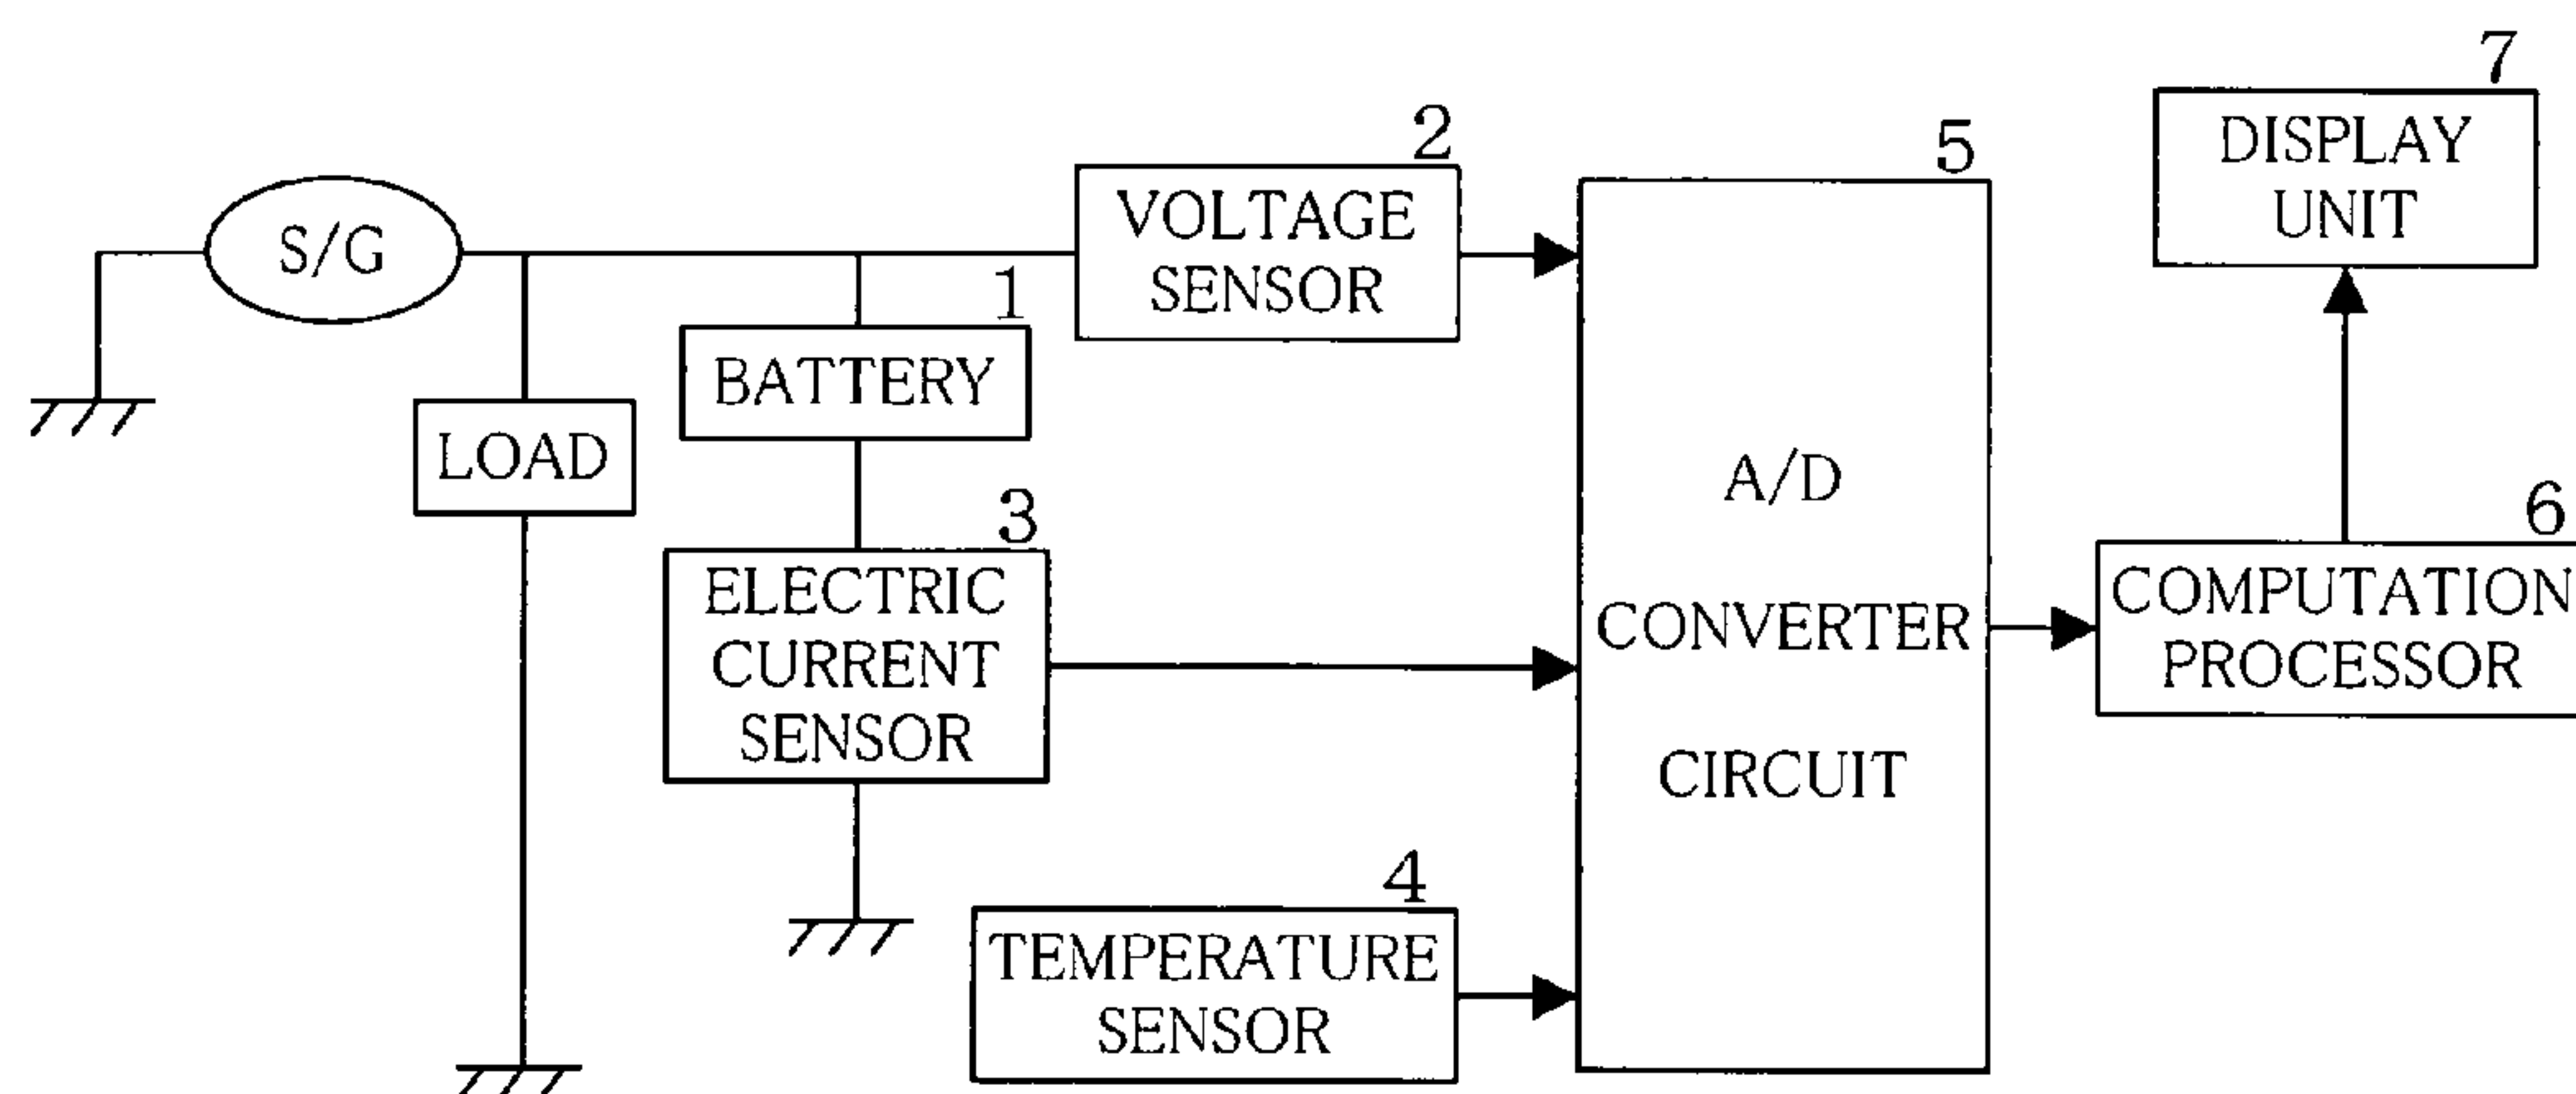 7
DISPLAY
UNIT
2
VOLTAGE
SENSOR
5
S/G
1
BATTERY
LOAD
3
ELECTRIC
CURRENT
SENSOR
A/D
CONVERTER
CIRCUIT
6
COMPUTATION
PROCESSOR
4
TEMPERATURE
SENSOR